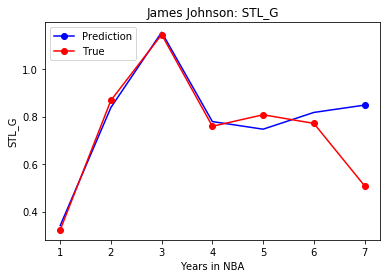 James Johnson: STL_G
Prediction
True
STL_G
1.0
0.8
0.6
0.4
1 2 3 4 5 6 7
Years in NBA